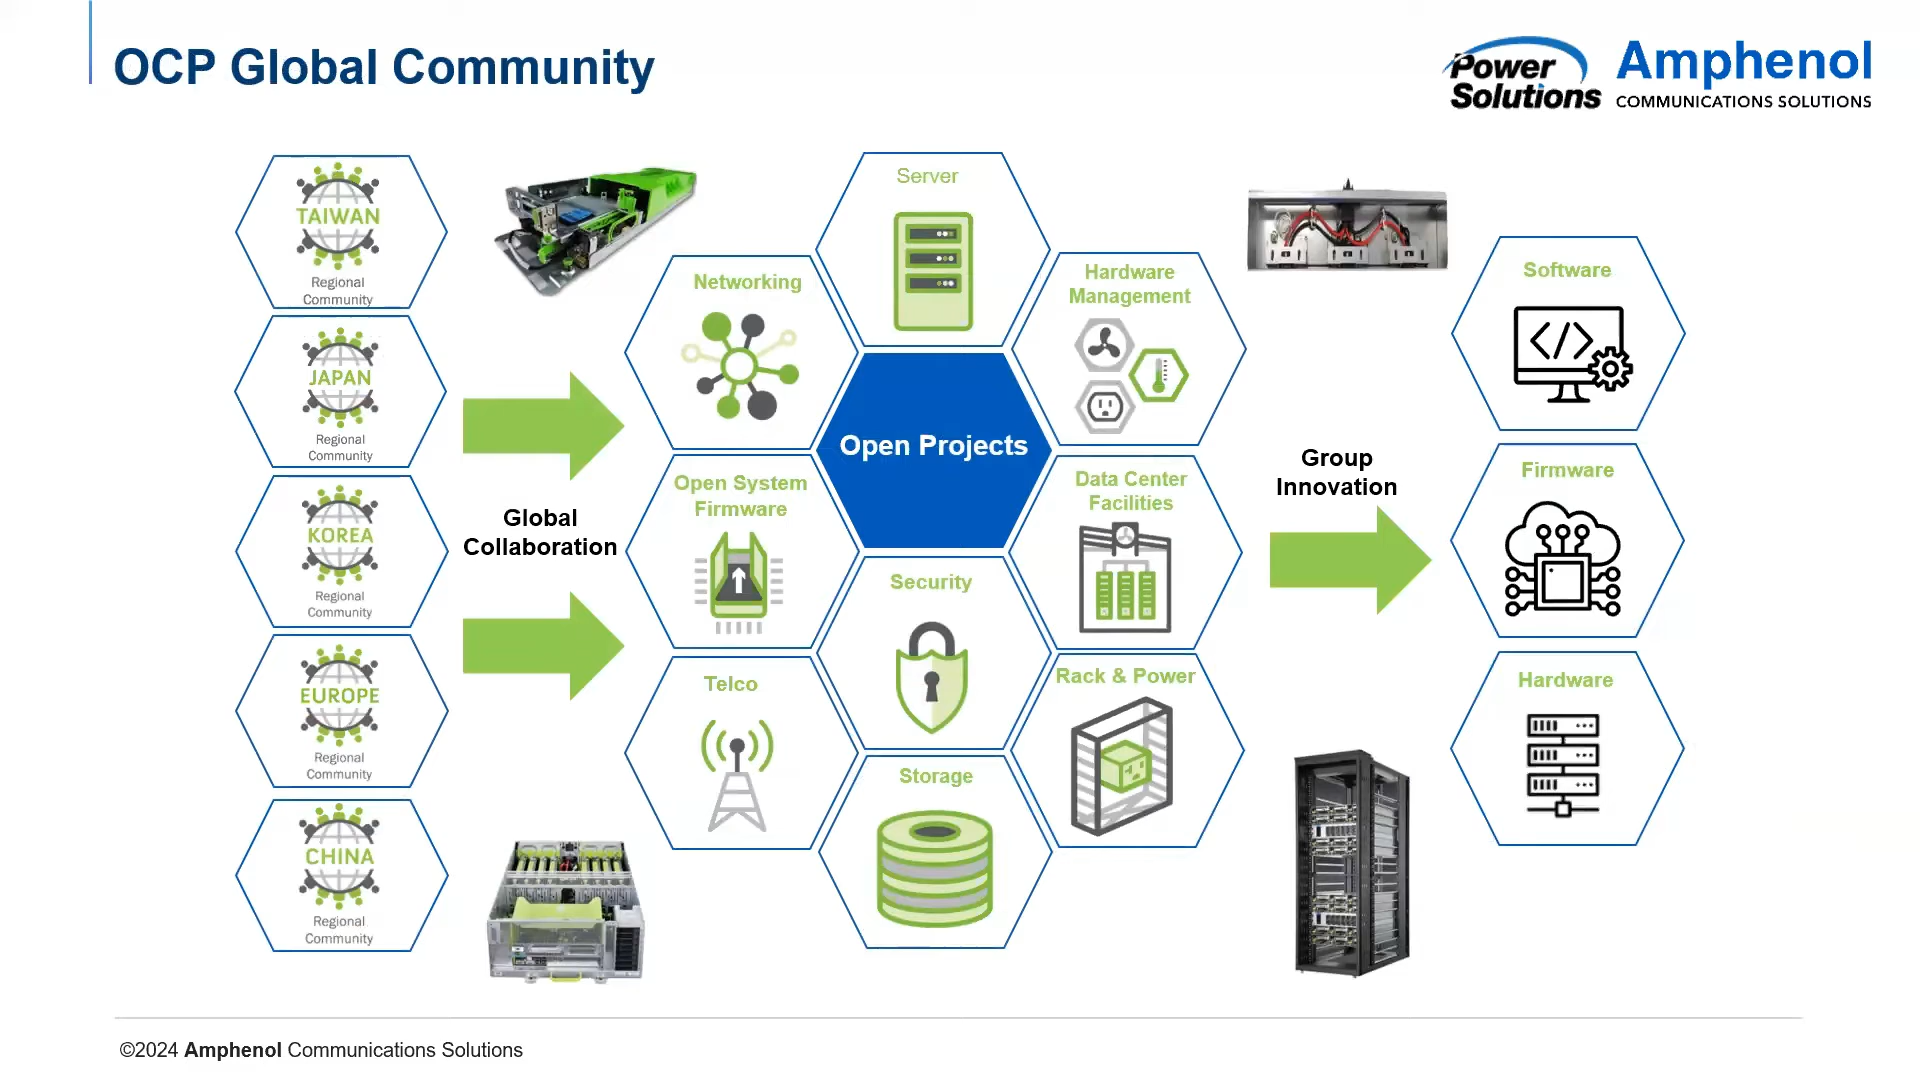 OCP Global Community
Power
Solutions
Amphenol
COMMUNICATIONS SOLUTIONS
TAIWAN
Regional
Community
JAPAN
Regional
Community
KOREA
Regional
Community
EUROPE
Regional
Community
CHINA
Regional
Community
Global
Collaboration
Networking
Open System
Firmware
Telco
Server
Open Projects
Security
Storage
Hardware
Management
Data Center
Facilities
Rack & Power
Group
Innovation
Software
Firmware
Hardware
©2024 Amphenol Communications Solutions